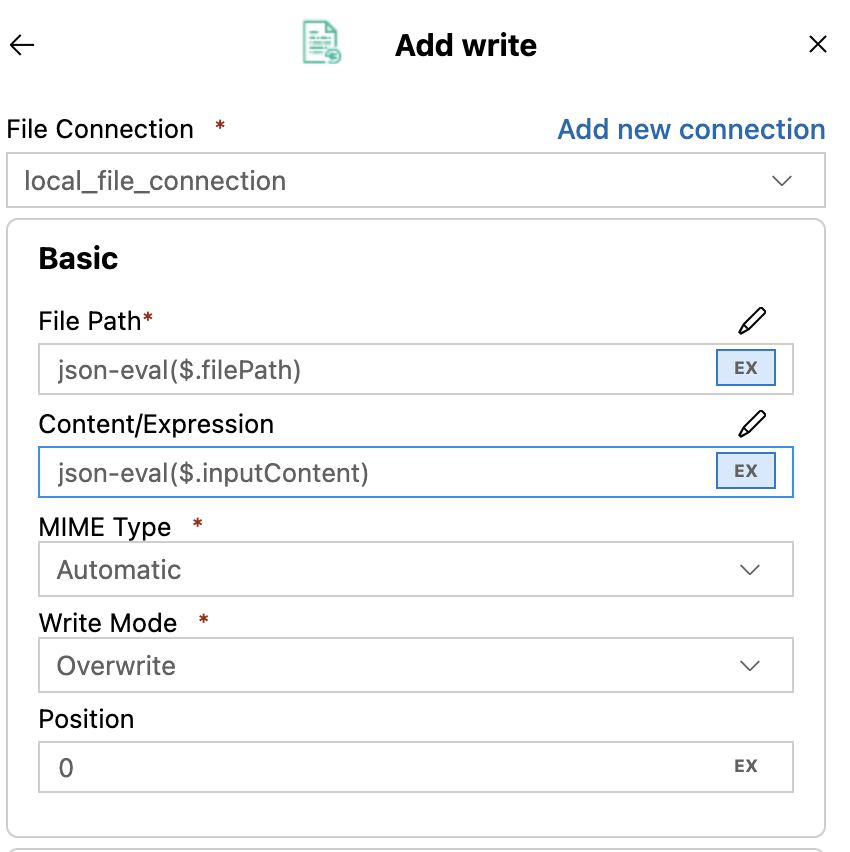 Add write
File Connection * Add new connection
local_file_connection
Basic
File Path*
json-eval($.filePath) EX
Content/Expression
json-eval($.inputContent) EX
MIME Type *
Automatic
Write Mode *
Overwrite
Position
0 EX